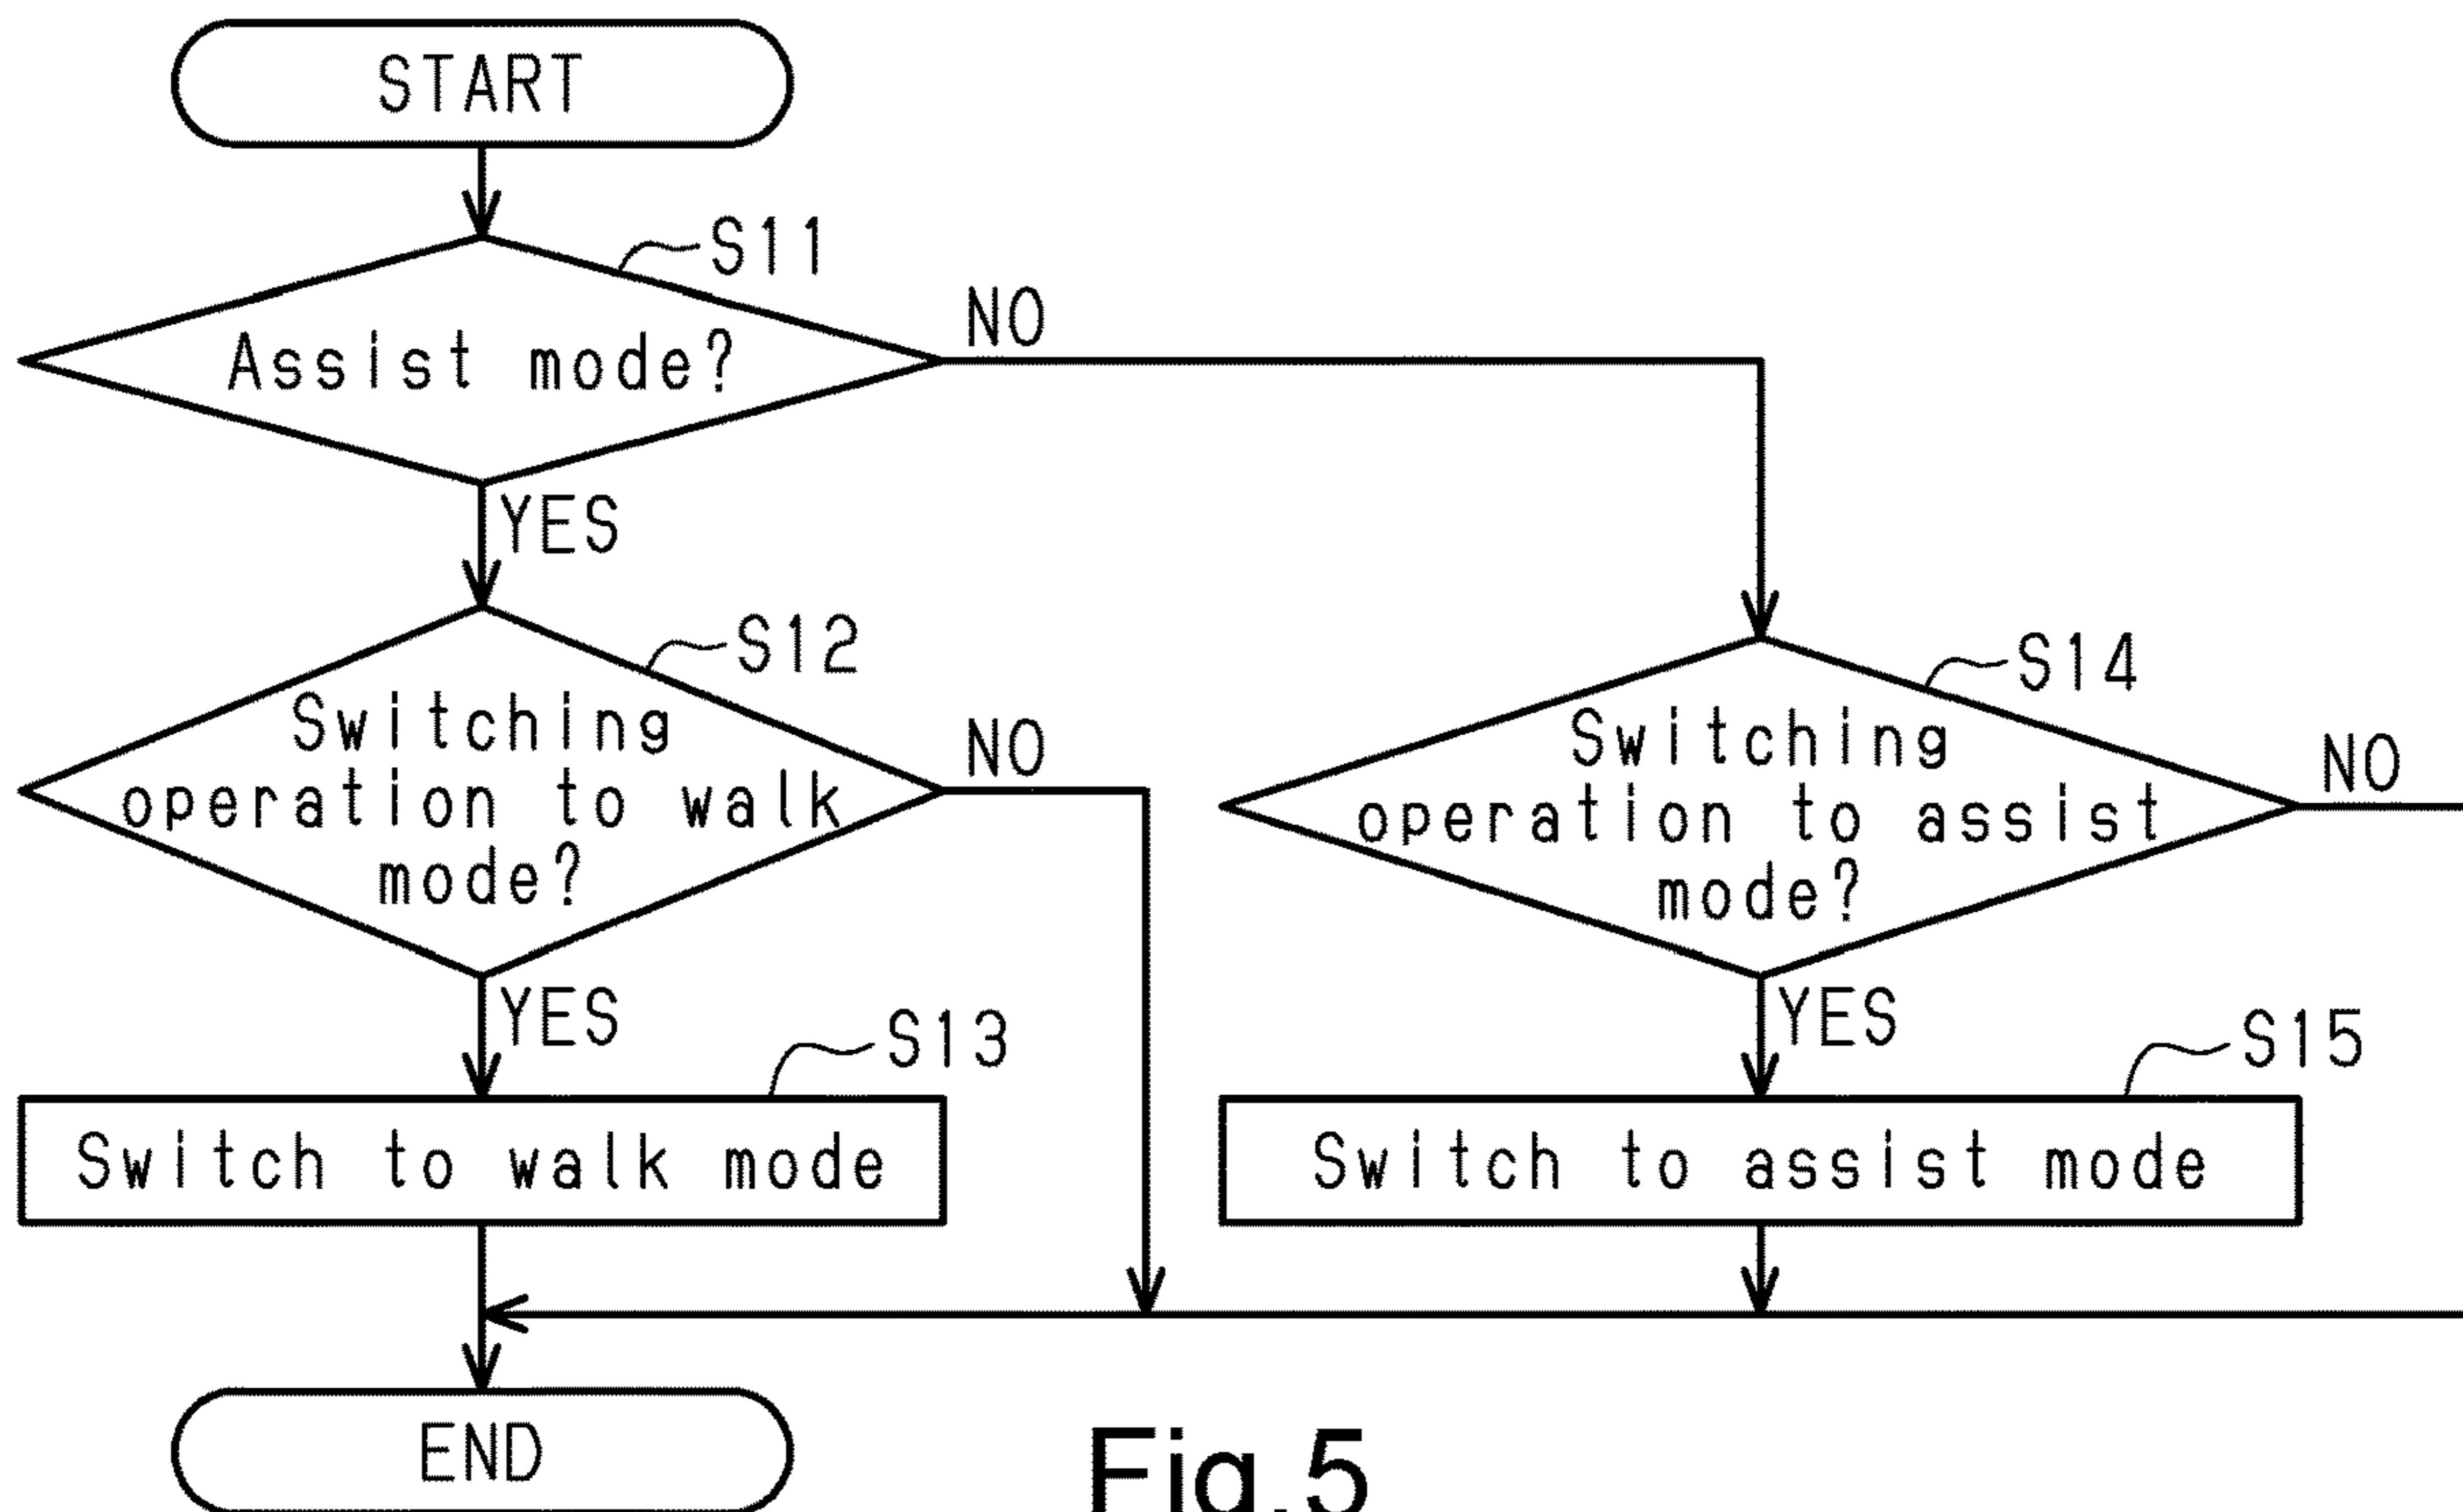 START
S11
Assist mode?
NO
YES
S12
Switching
operation to walk
mode?
NO
YES
S13
Switch to walk mode
S14
Switching
operation to assist
mode?
NO
YES
S15
Switch to assist mode
END
Fig.5